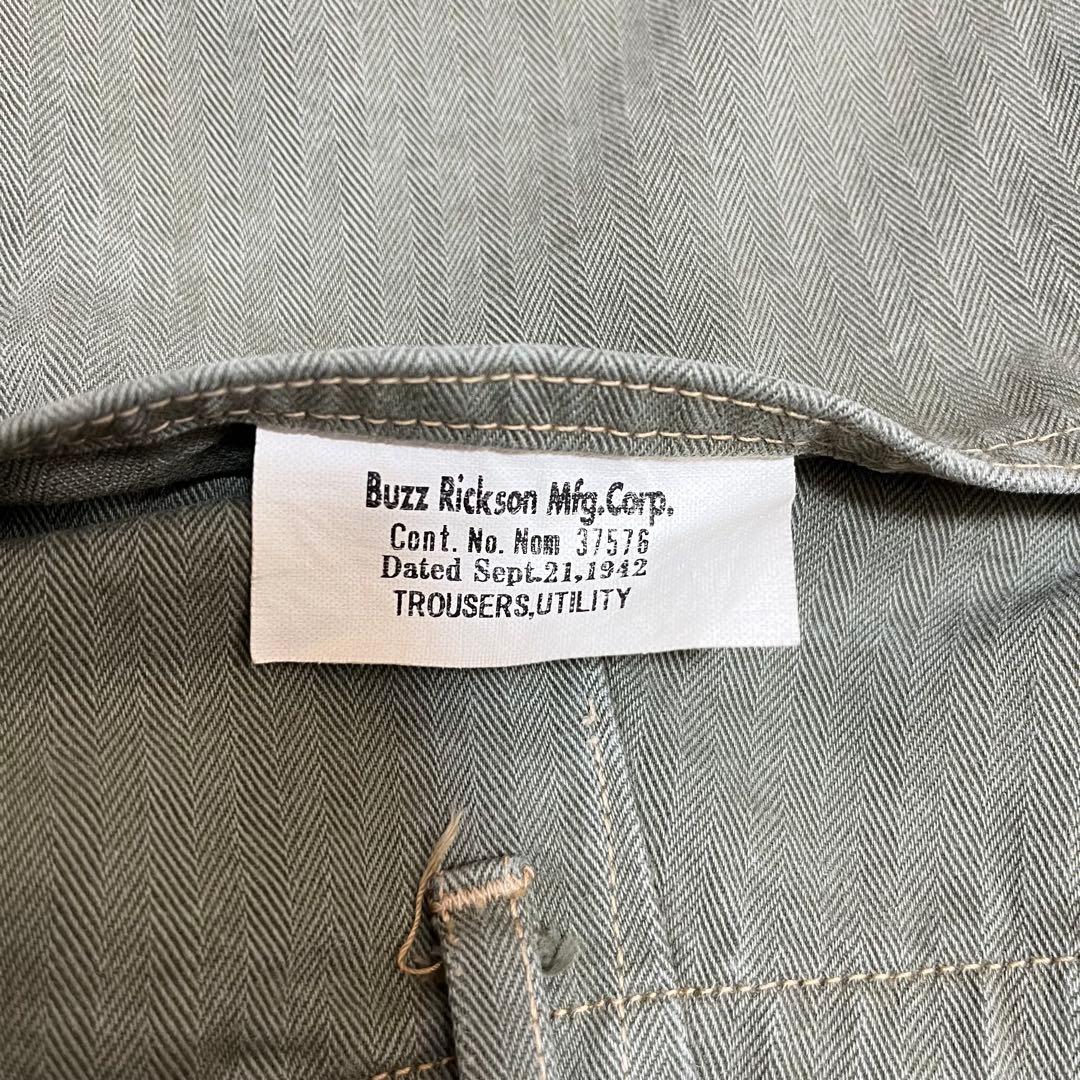 Buzz Rickson Mfg.Corp.
Cont. No. Nom 37576
Dated Sept.21,1942
TROUSERS,UTILITY